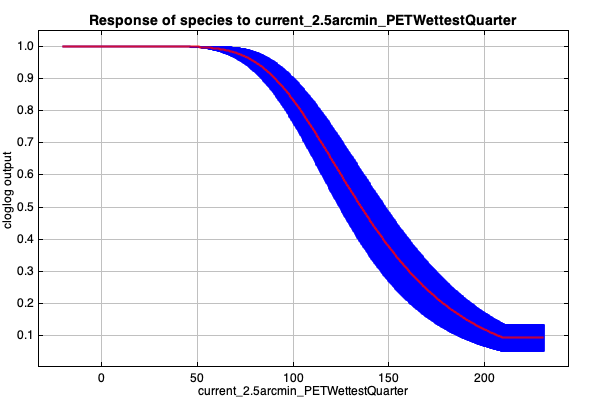 Response of species to current_2.5arcmin_PETWettestQuarter
1.0
0.9
0.8
0.7
0.6
0.5
0.4
0.3
0.2
0.1
cloglog output
0 50 100 150 200
current_2.5arcmin_PETWettestQuarter